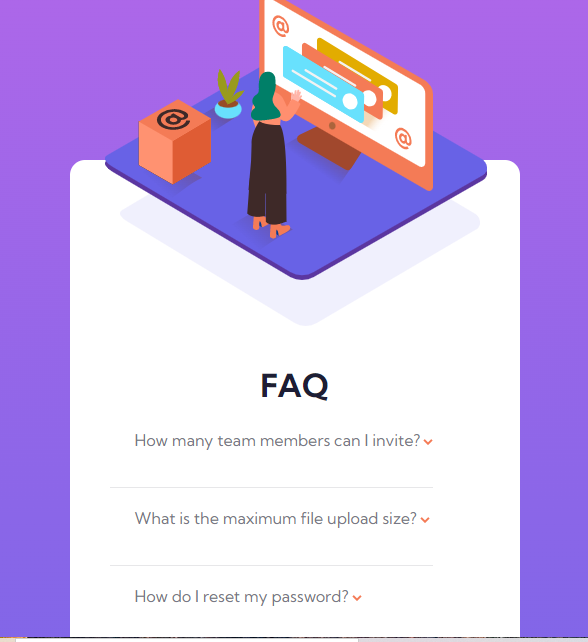 @
@
@
FAQ
How many team members can I invite?
What is the maximum file upload size?
How do I reset my password?